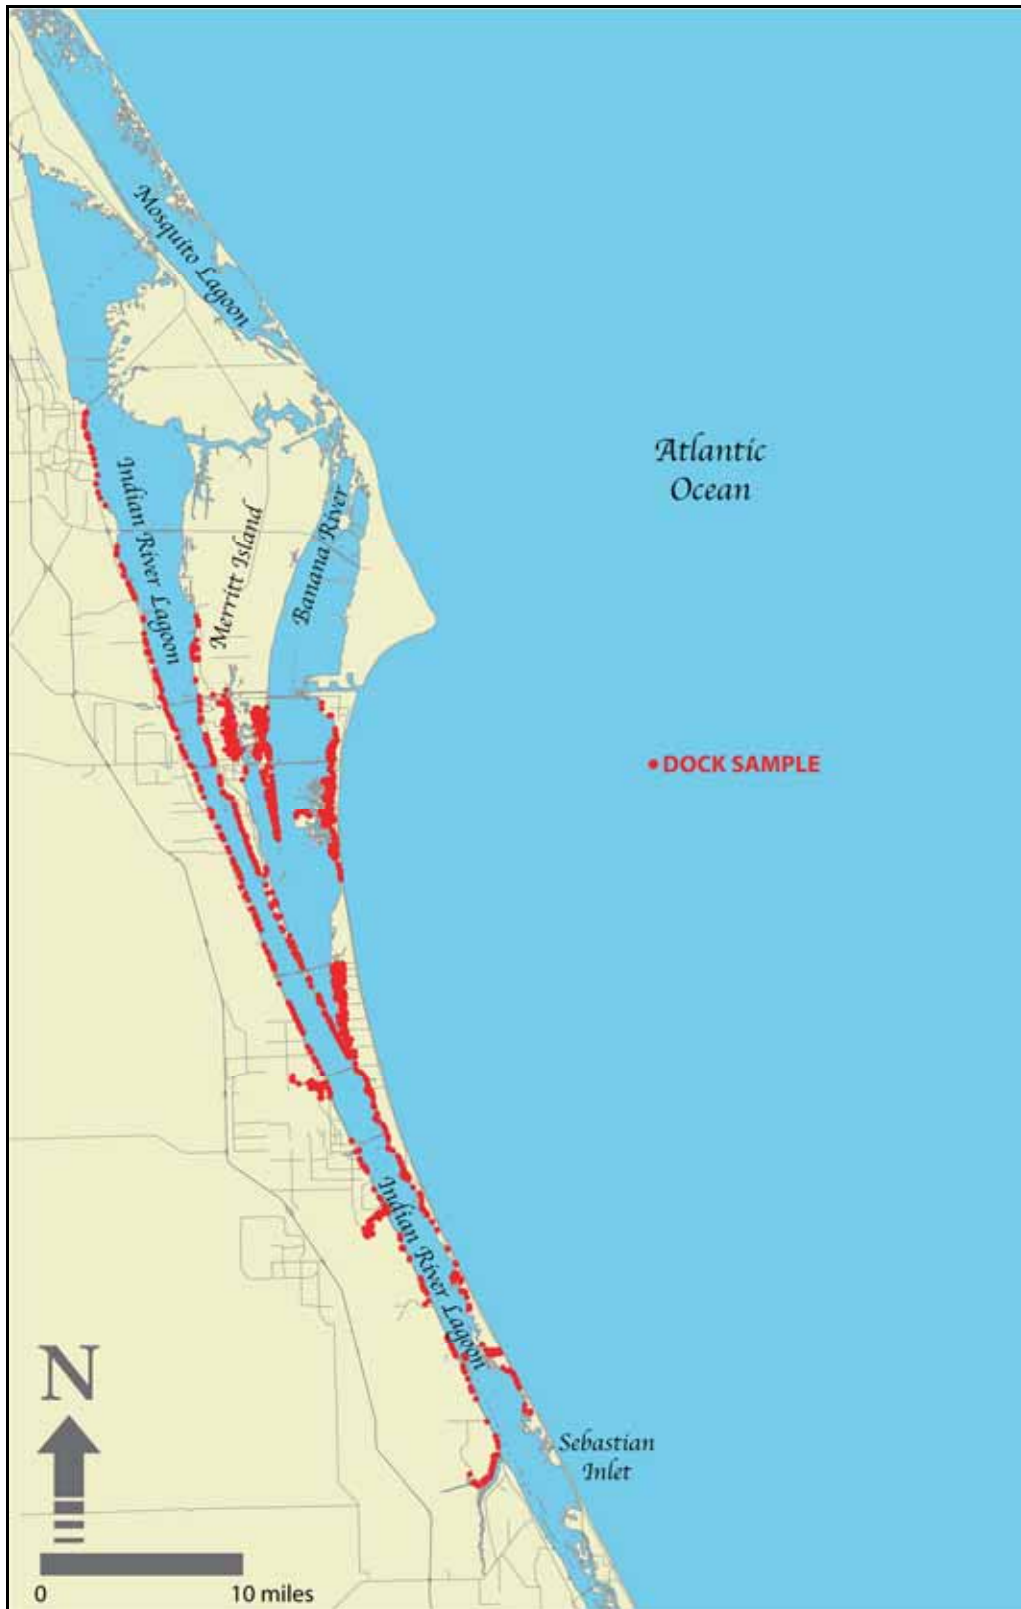 Mosquito Lagoon
Atlantic
Ocean
Indian River Lagoon
Merritt Island
Banana River
DOCK SAMPLE
Indian River Lagoon
N
Sebastian
Inlet
0 10 miles